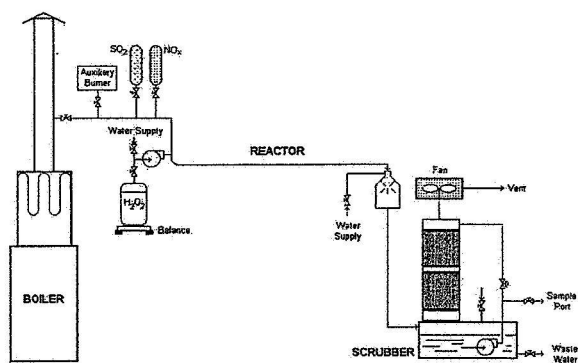 SO2
NOx
Auxiliary
Burner
Water Supply
REACTOR
H2O2
Balance
Fan
Vent
Water
Supply
BOILER
Sample
Port
SCRUBBER
Waste
Water